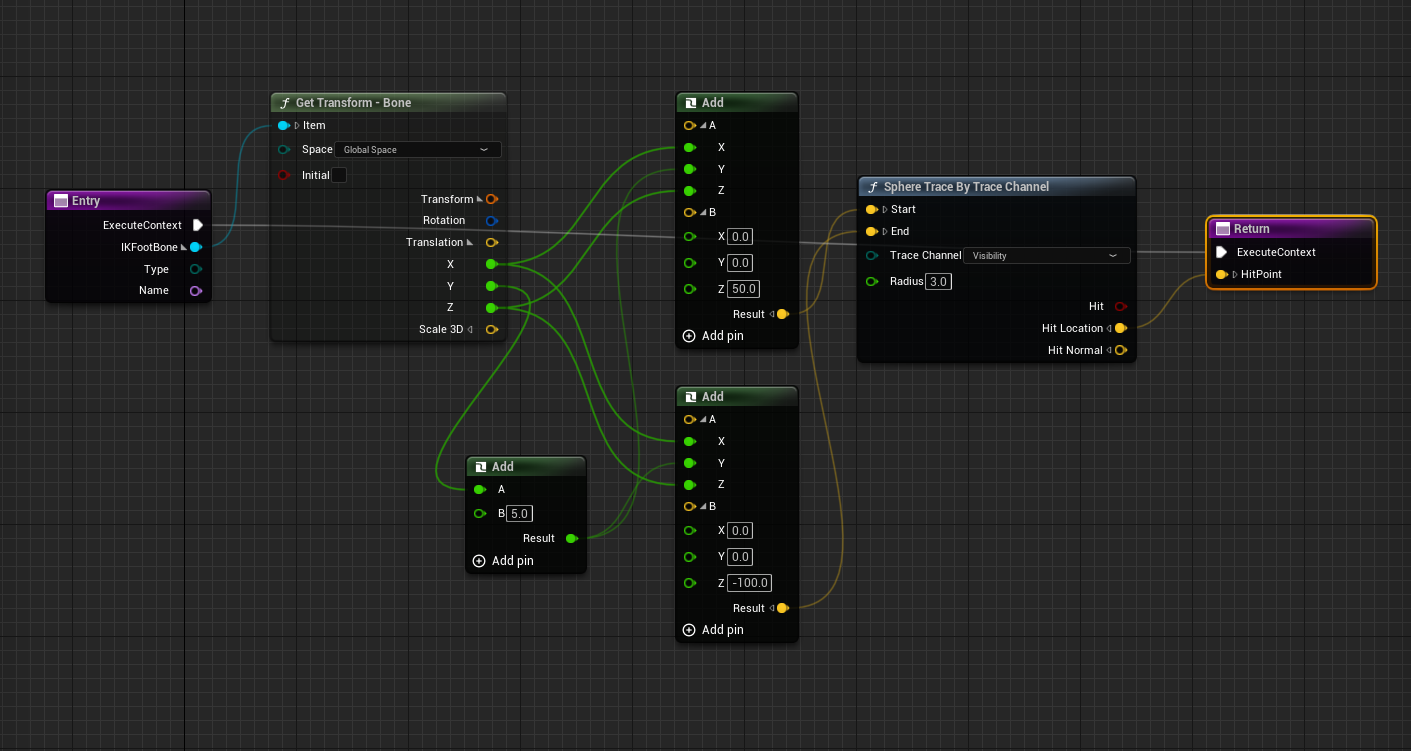 Entry
ExecuteContext
IKFootBone
Type
Name
Get Transform - Bone
Item
Space Global Space
Initial
Transform
Rotation
Translation
X
Y
Z
Scale 3D
Add
A
B 5.0
Result
Add pin
Add
A
X
Y
Z
B
X 0.0
Y 0.0
Z 50.0
Result
Add pin
Add
A
X
Y
Z
B
X 0.0
Y 0.0
Z -100.0
Result
Add pin
Sphere Trace By Trace Channel
Start
End
Trace Channel Visibility
Radius 3.0
Hit
Hit Location
Hit Normal
Return
ExecuteContext
HitPoint